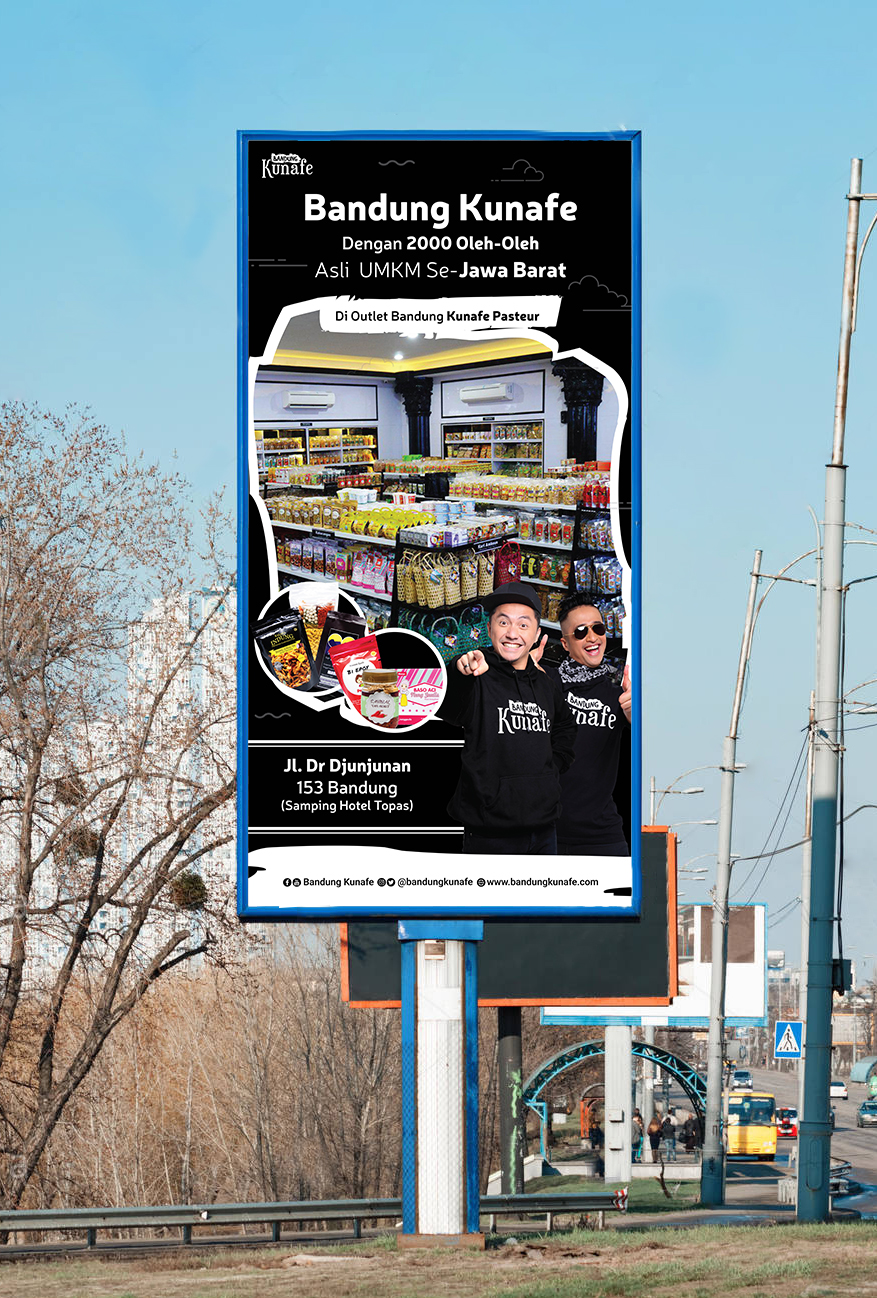 BANDUNG
Kunafe
Bandung Kunafe
Dengan 2000 Oleh-Oleh
Asli UMKM Se-Jawa Barat
Di Outlet Bandung Kunafe Pasteur
BASO ACI
BANDUNG
Kunafe
BANDUNG
Kunafe
Jl. Dr Djunjunan
153 Bandung
(Samping Hotel Topas)
Bandung Kunafe @bandungkunafe www.bandungkunafe.com